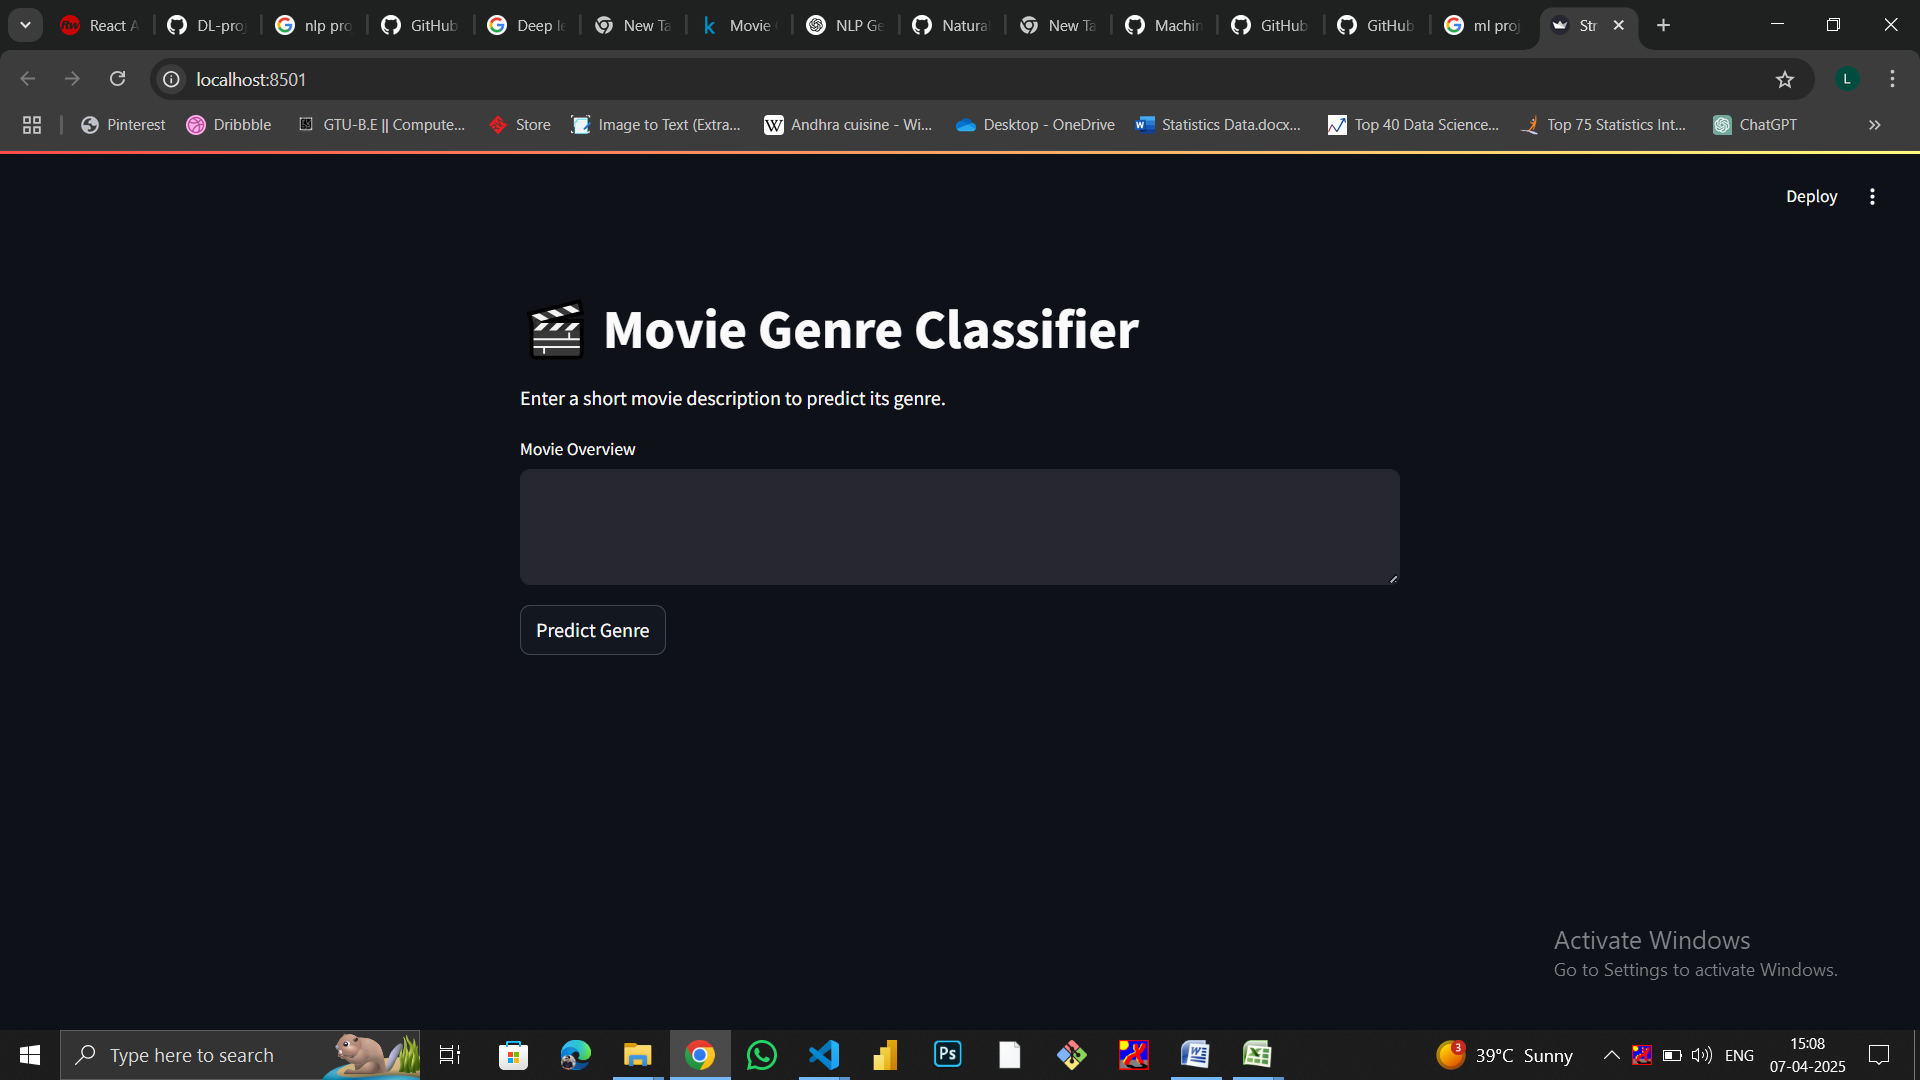 React A
DL-proj
nlp pro
GitHub
Deep le
New Ta
Movie
NLP Ge
Natura
New Ta
Machin
GitHub
GitHub
ml proj
Str
localhost:8501
L
Pinterest
Dribbble
GTU-B.E || Compute...
Store
Image to Text (Extra...
Andhra cuisine - Wi...
Desktop - OneDrive
Statistics Data.docx...
Top 40 Data Science...
Top 75 Statistics Int...
ChatGPT
Deploy
Movie Genre Classifier
Enter a short movie description to predict its genre.
Movie Overview
Predict Genre
Activate Windows
Go to Settings to activate Windows.
Type here to search
Ps
3
39°C Sunny
ENG
15:08
07-04-2025